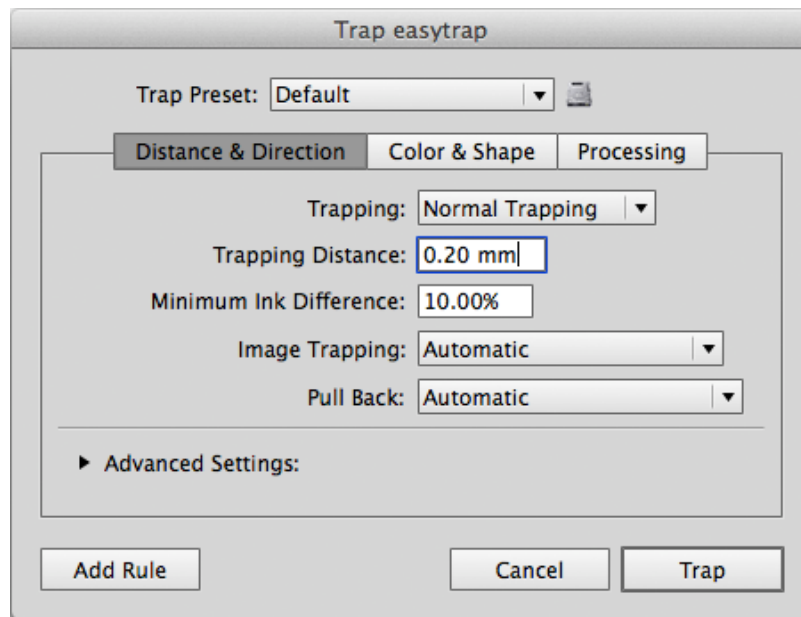 Trap easytrap
Trap Preset: Default
Distance & Direction Color & Shape Processing
Trapping: Normal Trapping
Trapping Distance: 0.20 mm
Minimum Ink Difference: 10.00%
Image Trapping: Automatic
Pull Back: Automatic
Advanced Settings:
Add Rule Cancel Trap